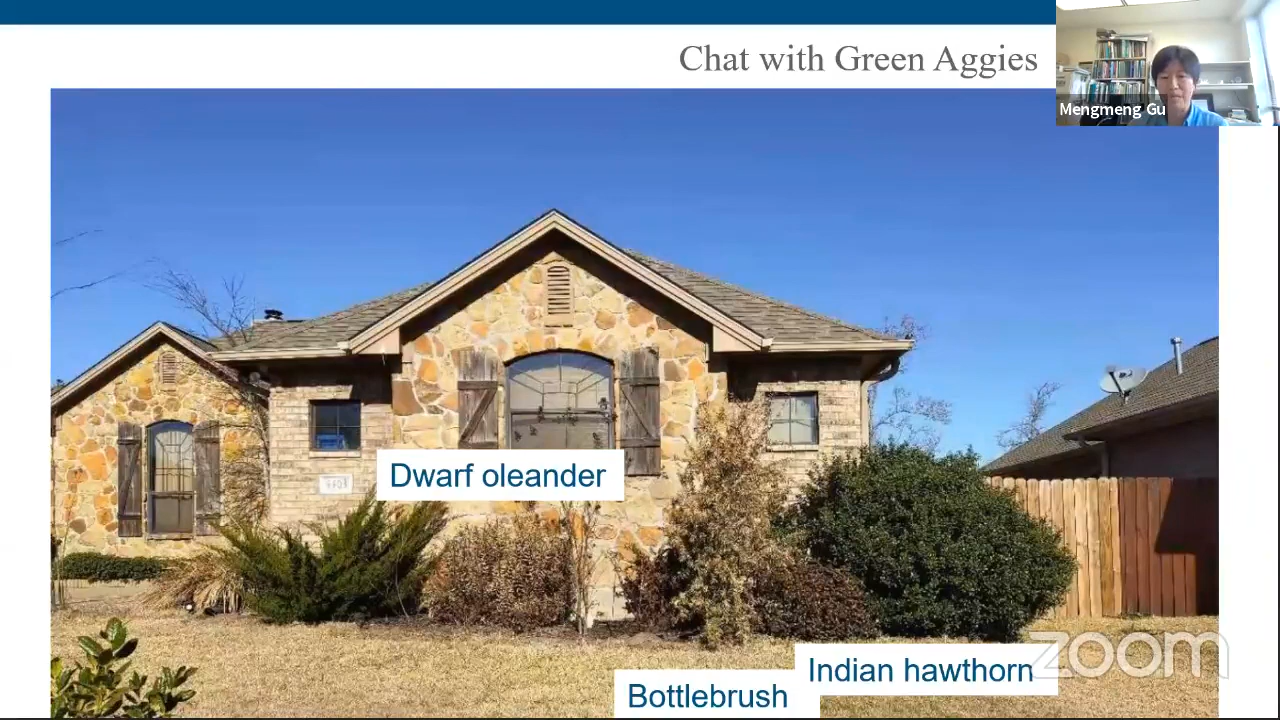 Chat with Green Aggies
Mengmeng Gu
Dwarf oleander
Indian hawthorn
zoom
Bottlebrush